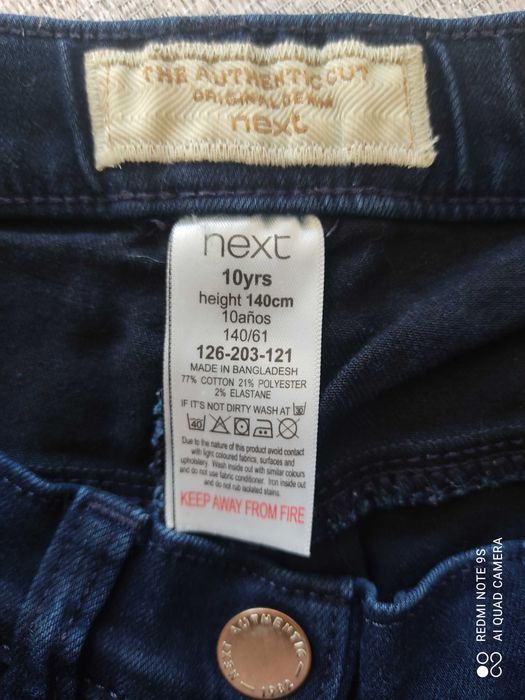 THE AUTHENTIC CUT
ORIGINAL DENIM
next
next
10yrs
height 140cm
10años
140/61
126-203-121
MADE IN BANGLADESH
77% COTTON 21% POLYESTER
2% ELASTANE
IF IT'S NOT DIRTY WASH AT 30
40
Due to the nature of this product avoid contact
with light coloured fabrics, surfaces and
upholstery. Wash inside out with similar colours
and do not use fabric conditioner. Iron inside out
and do not rub isolated stains.
KEEP AWAY FROM FIRE
NEXT AUTHENTIC
1982
REDMI NOTE 9S
AI QUAD CAMERA